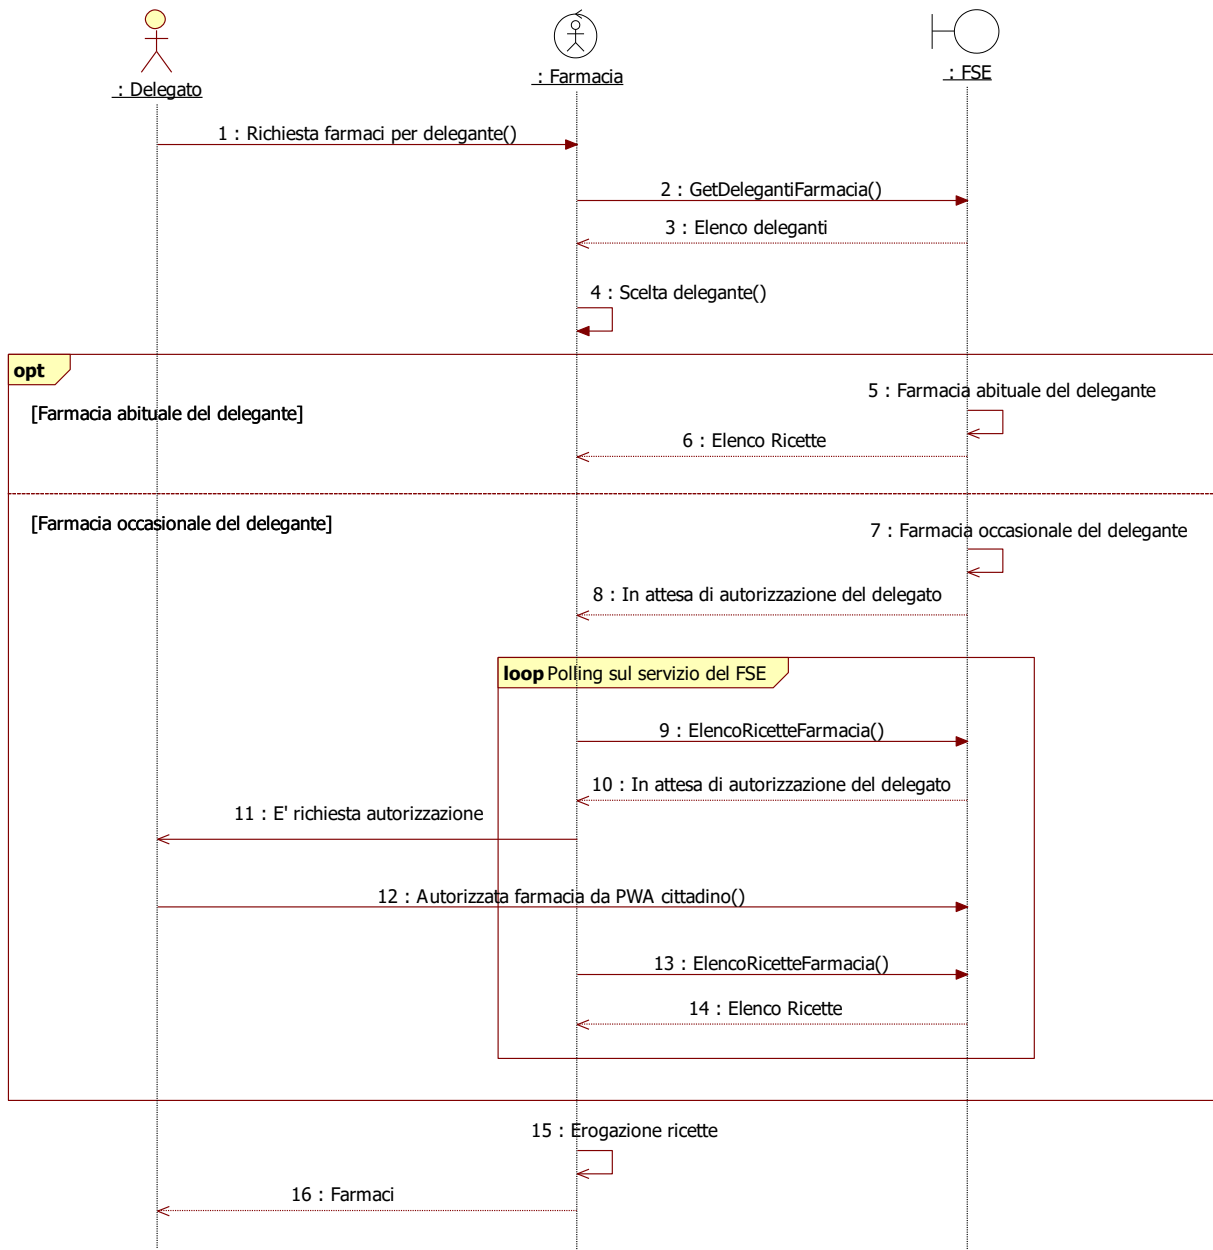 : Delegato
: Farmacia
: FSE
1 : Richiesta farmaci per delegante()
2 : GetDelegantiFarmacia()
3 : Elenco deleganti
4 : Scelta delegante()
opt
5 : Farmacia abituale del delegante
[Farmacia abituale del delegante]
6 : Elenco Ricette
[Farmacia occasionale del delegante]
7 : Farmacia occasionale del delegante
8 : In attesa di autorizzazione del delegato
loop Polling sul servizio del FSE
9 : ElencoRicetteFarmacia()
10 : In attesa di autorizzazione del delegato
11 : E' richiesta autorizzazione
12 : Autorizzata farmacia da PWA cittadino()
13 : ElencoRicetteFarmacia()
14 : Elenco Ricette
15 : Erogazione ricette
16 : Farmaci